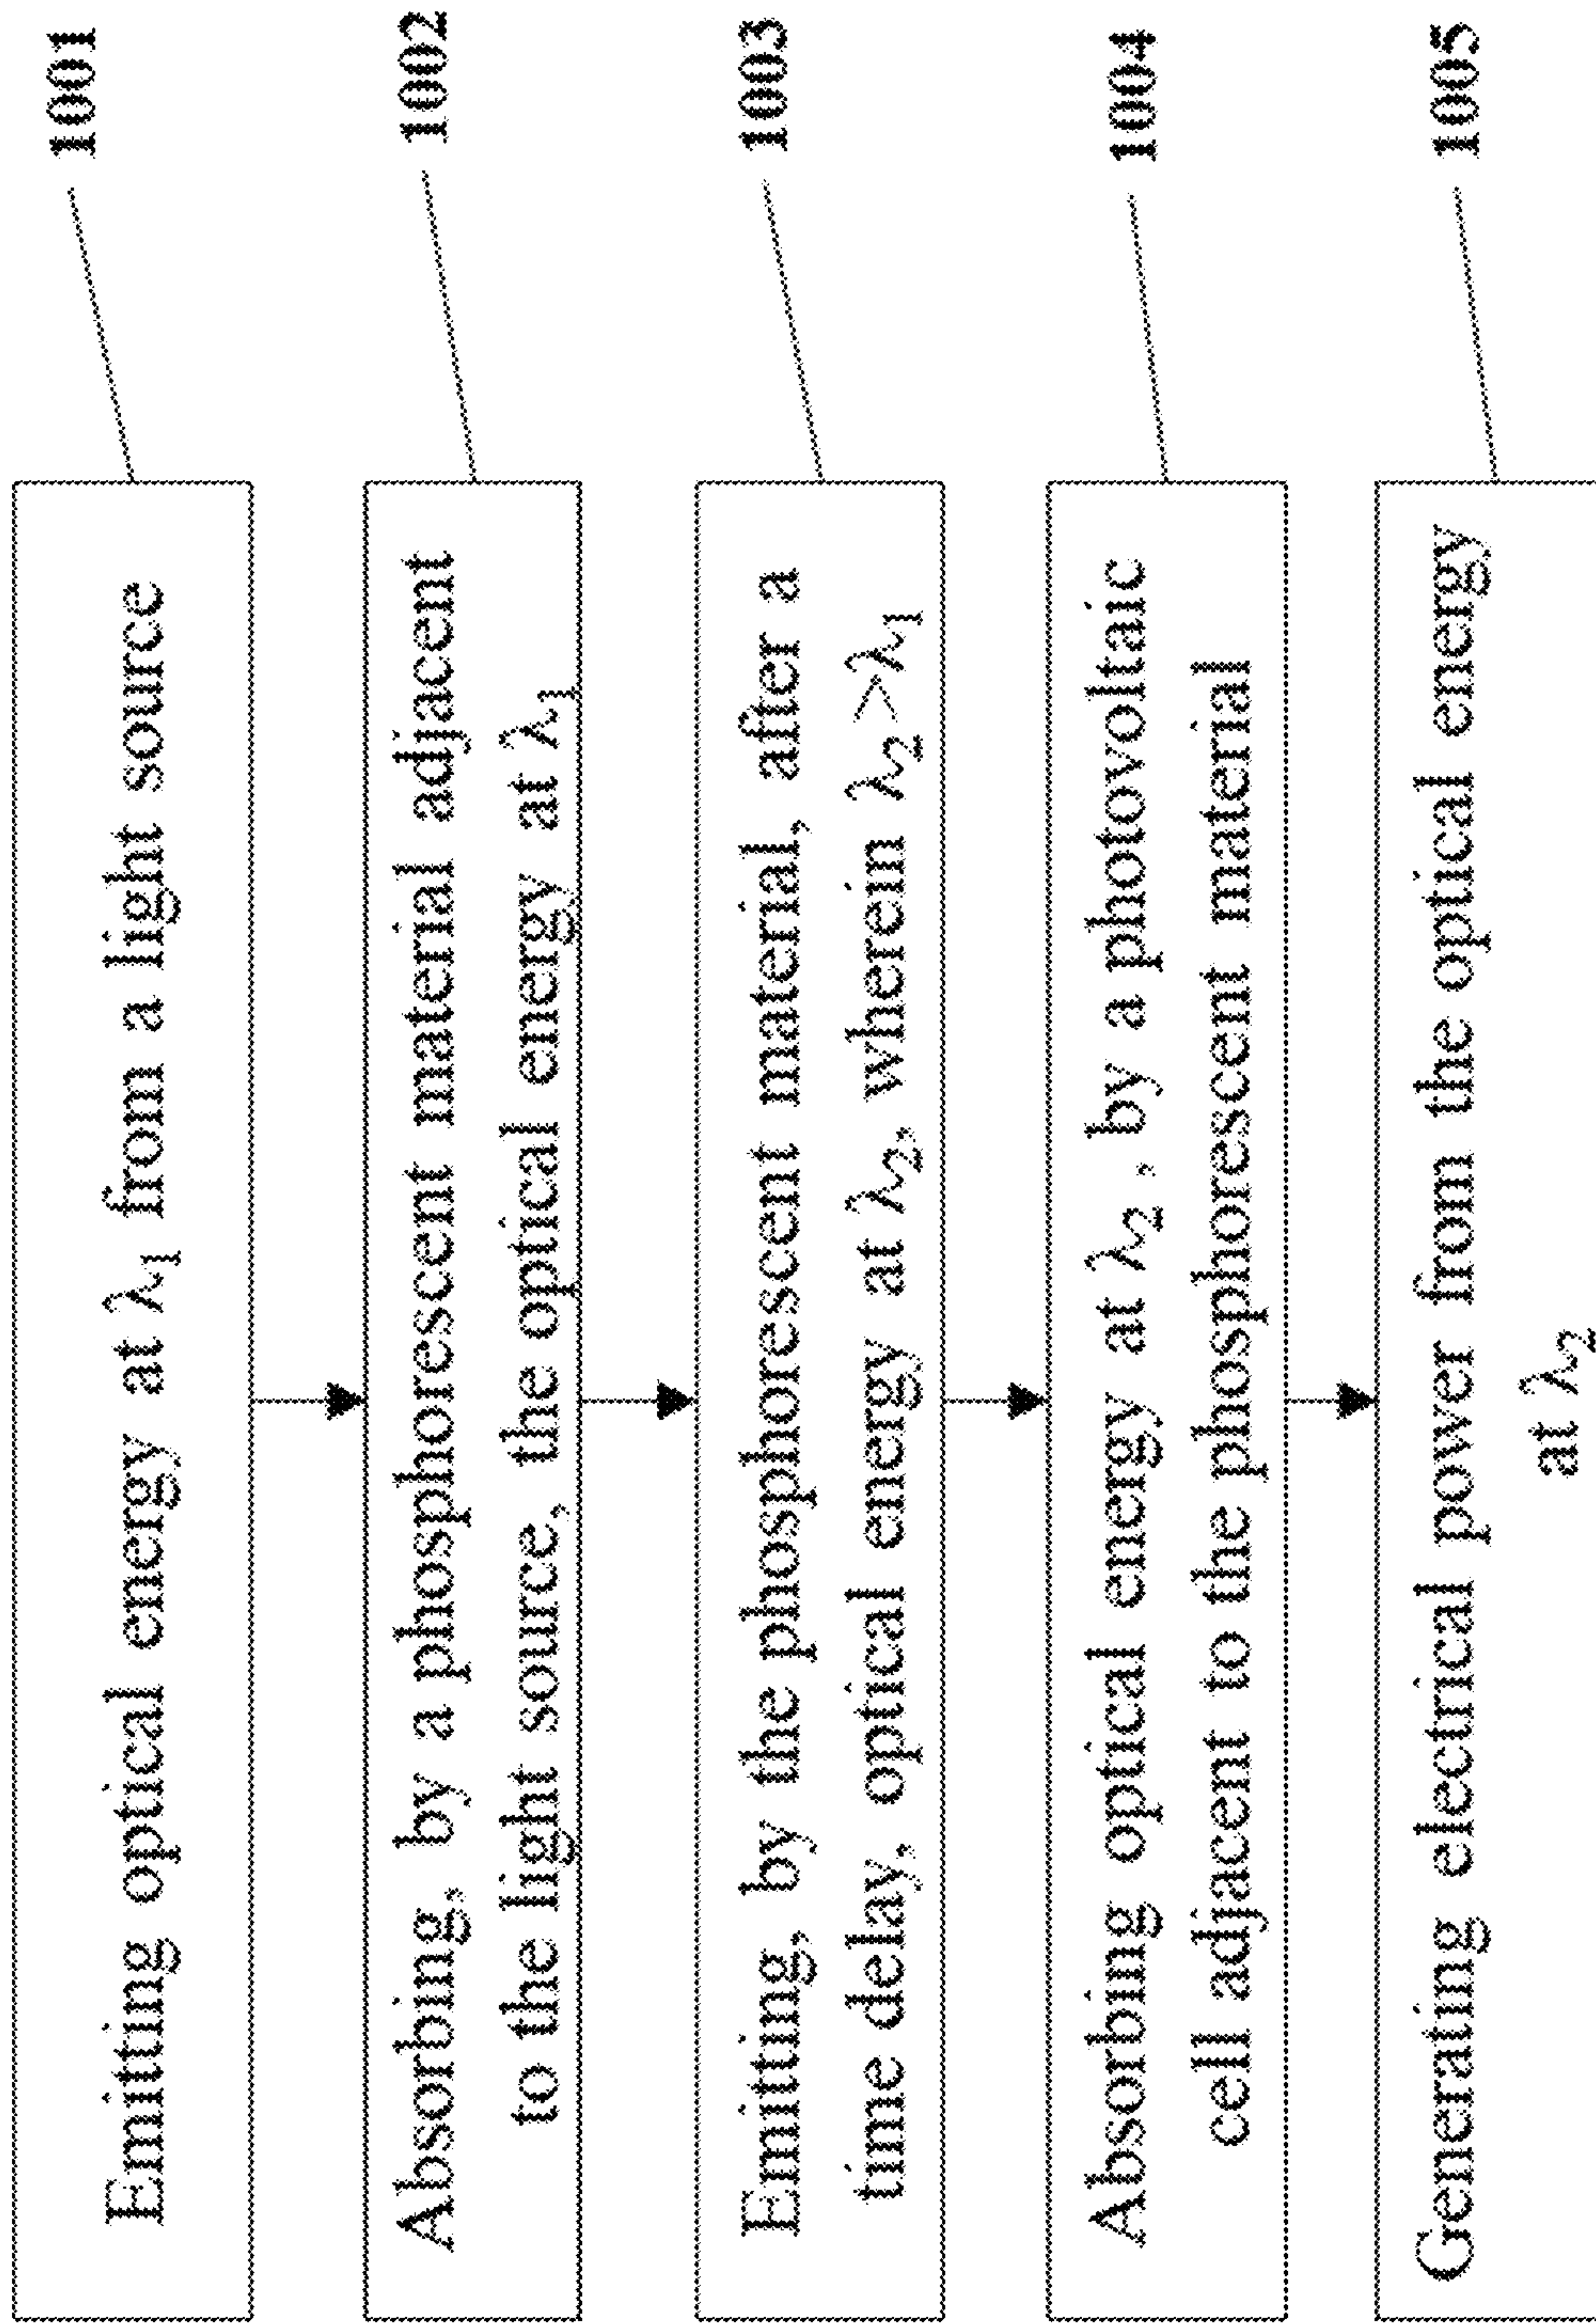 Emitting optical energy at λ₁ from a light source
1001
Absorbing, by a phosphorescent material adjacent
to the light source, the optical energy at λ₁
1002
Emitting, by the phosphorescent material, after a
time delay, optical energy at λ₂, wherein λ₂>λ₁
1003
Absorbing optical energy at λ₂, by a photovoltaic
cell adjacent to the phosphorescent material
1004
Generating electrical power from the optical energy
at λ₂
1005